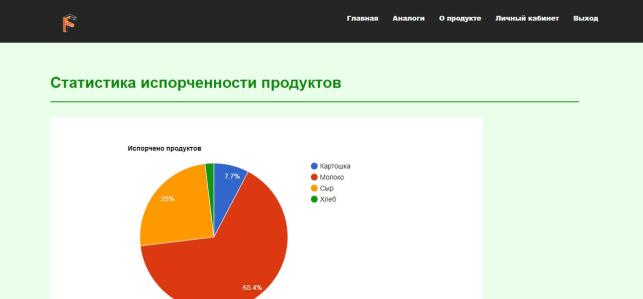 Главная Аналоги О продукте Личный кабинет Выход
Статистика испорченности продуктов
Испорчено продуктов
7.7%
Картошка
Молоко
Сыр
Хлеб
25%
65.4%